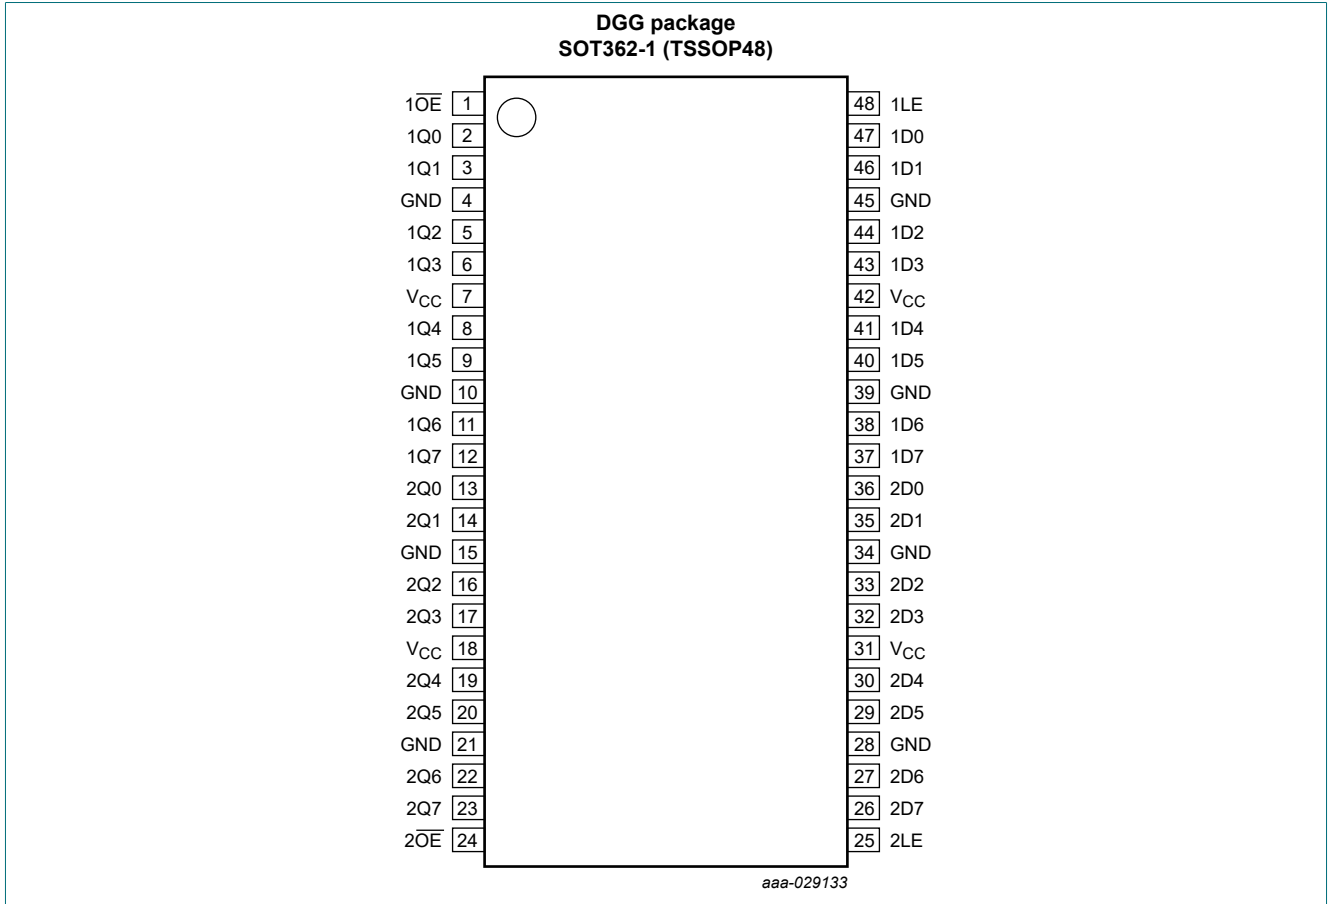 DGG package
SOT362-1 (TSSOP48)
1O̅E̅ 1 48 1LE
1Q0 2 47 1D0
1Q1 3 46 1D1
GND 4 45 GND
1Q2 5 44 1D2
1Q3 6 43 1D3
VCC 7 42 VCC
1Q4 8 41 1D4
1Q5 9 40 1D5
GND 10 39 GND
1Q6 11 38 1D6
1Q7 12 37 1D7
2Q0 13 36 2D0
2Q1 14 35 2D1
GND 15 34 GND
2Q2 16 33 2D2
2Q3 17 32 2D3
VCC 18 31 VCC
2Q4 19 30 2D4
2Q5 20 29 2D5
GND 21 28 GND
2Q6 22 27 2D6
2Q7 23 26 2D7
2O̅E̅ 24 25 2LE
aaa-029133